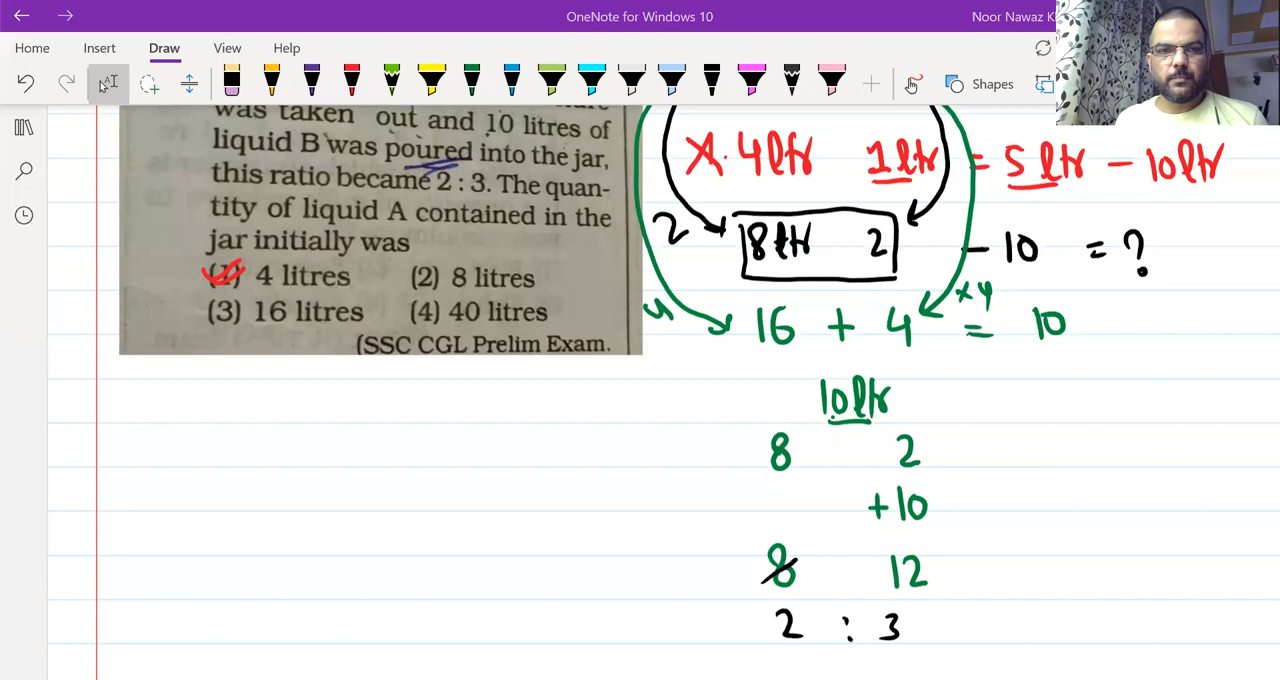 OneNote for Windows 10
Noor Nawaz K
Home Insert Draw View Help
Shapes
was taken out and 10 litres of
liquid B was poured into the jar,
this ratio became 2 : 3. The quan-
tity of liquid A contained in the
jar initially was
(1) 4 litres (2) 8 litres
(3) 16 litres (4) 40 litres
(SSC CGL Prelim Exam.
X. 4ltr 1ltr = 5ltr - 10ltr
2 8ltr 2 - 10 = ?
4 16 + 4 = 10
x4
10ltr
8 2
+10
8 12
2 : 3